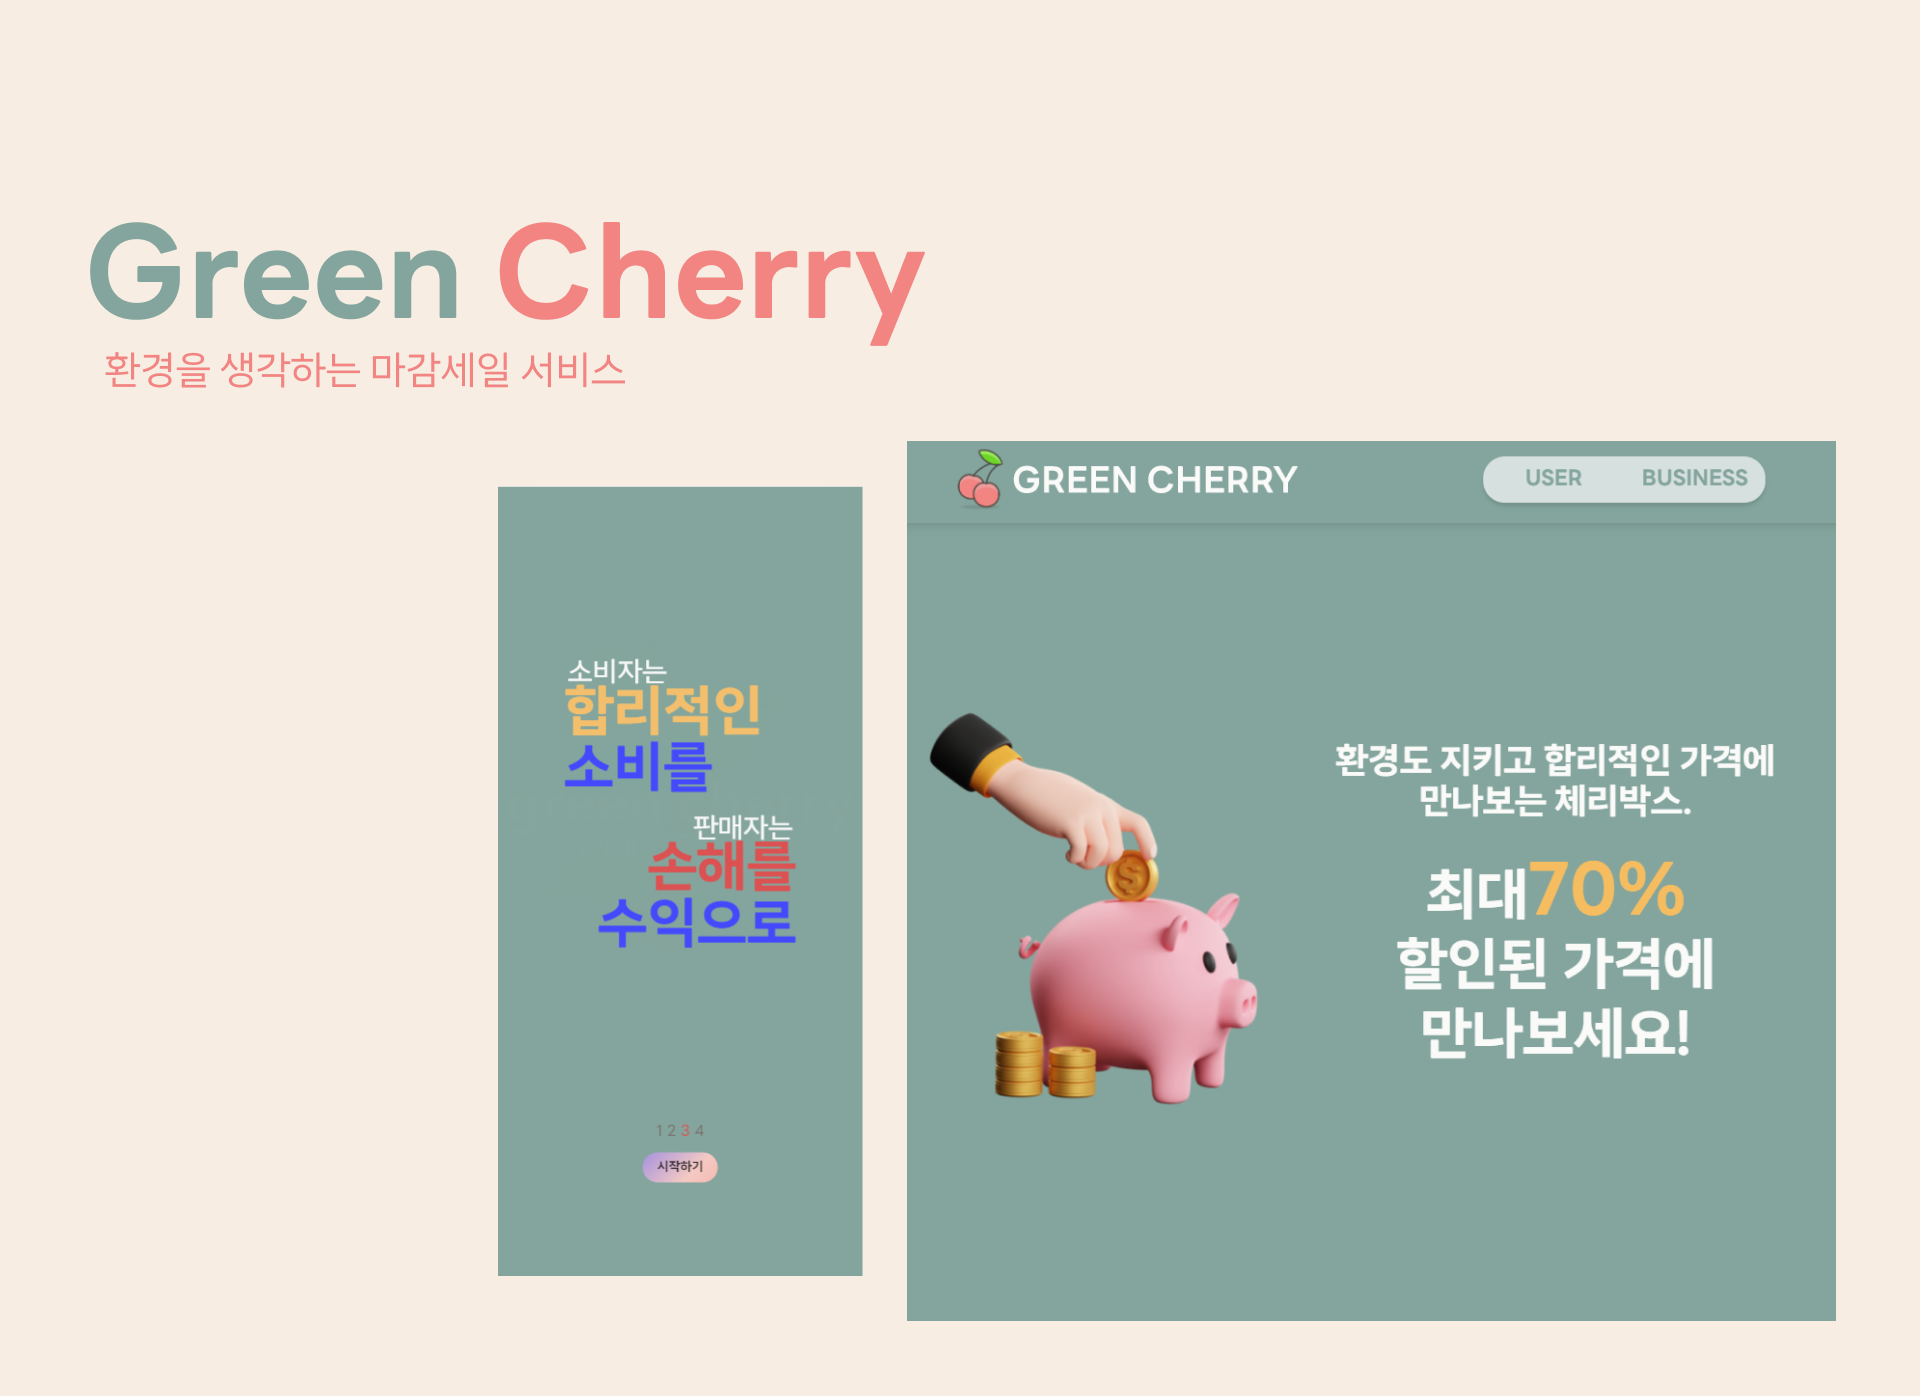 Green Cherry
환경을 생각하는 마감세일 서비스
소비자는
합리적인
소비를
판매자는
손해를
수익으로
1 2 3 4
시작하기
GREEN CHERRY
USER BUSINESS
환경도 지키고 합리적인 가격에
만나보는 체리박스.
최대70%
할인된 가격에
만나보세요!